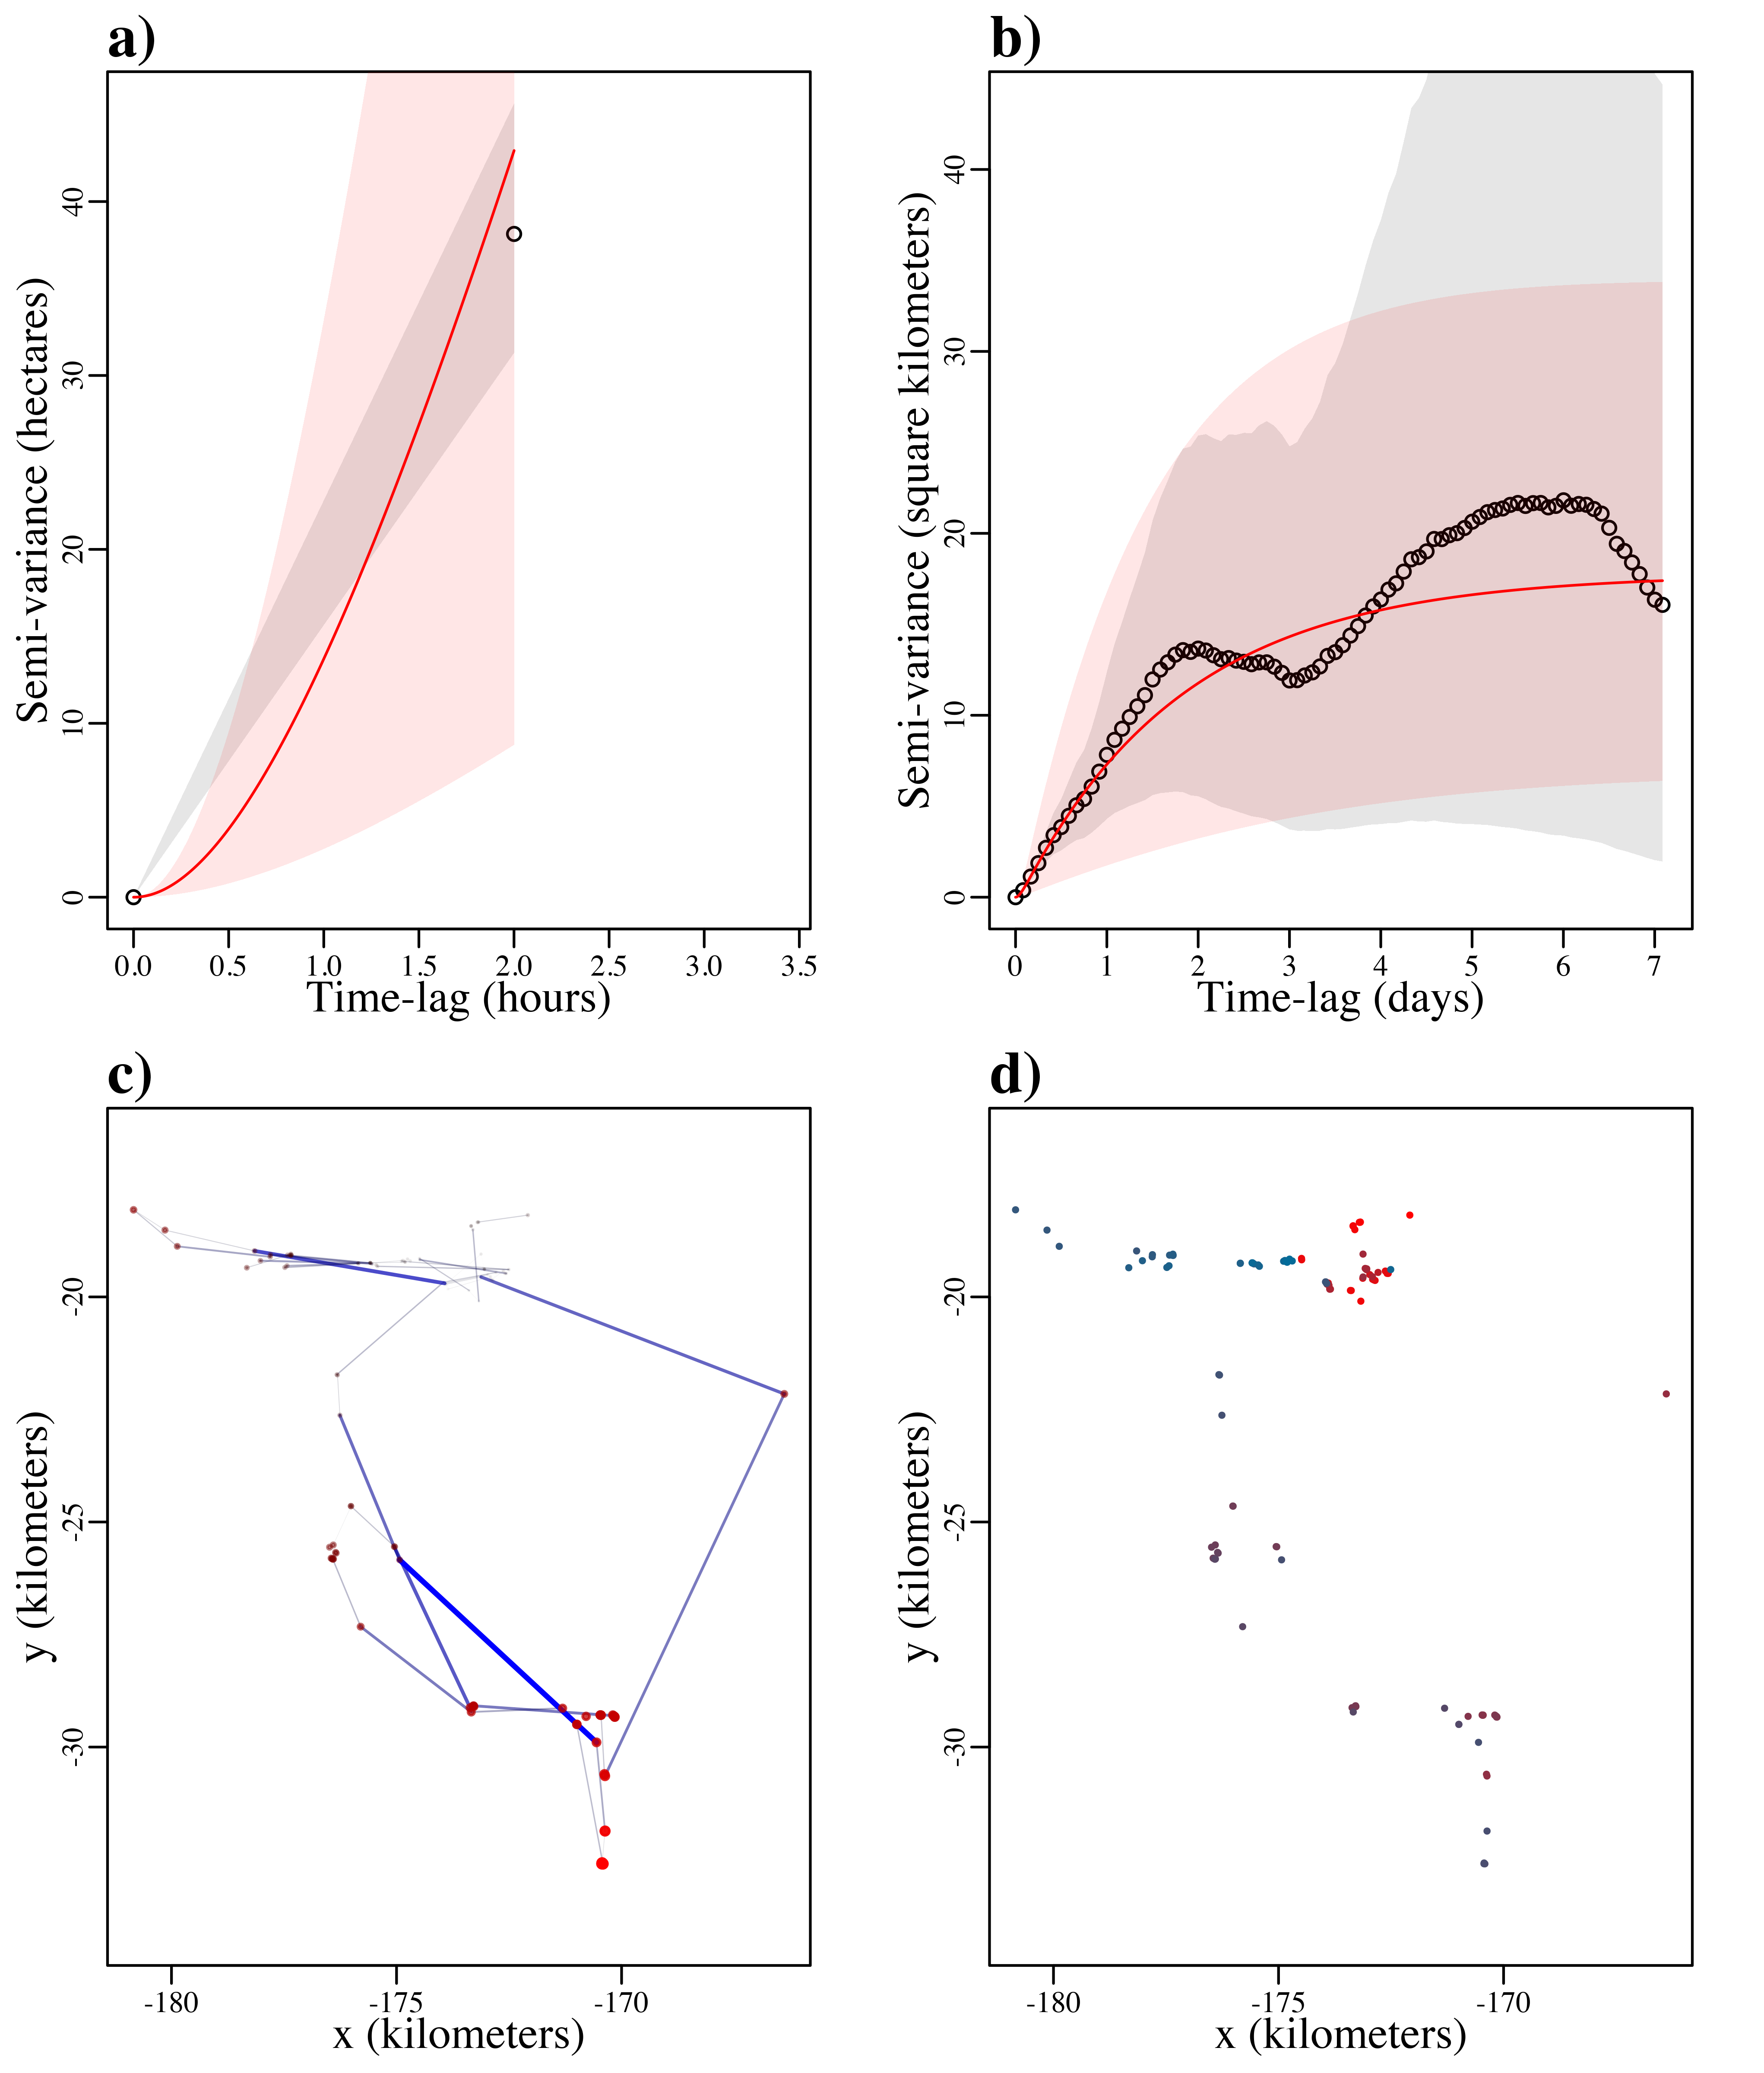 a)
Semi-variance (hectares)
40
30
20
10
0
0.0 0.5 1.0 1.5 2.0 2.5 3.0 3.5
Time-lag (hours)
b)
Semi-variance (square kilometers)
40
30
20
10
0
0 1 2 3 4 5 6 7
Time-lag (days)
c)
y (kilometers)
-20
-25
-30
-180 -175 -170
x (kilometers)
d)
y (kilometers)
-20
-25
-30
-180 -175 -170
x (kilometers)